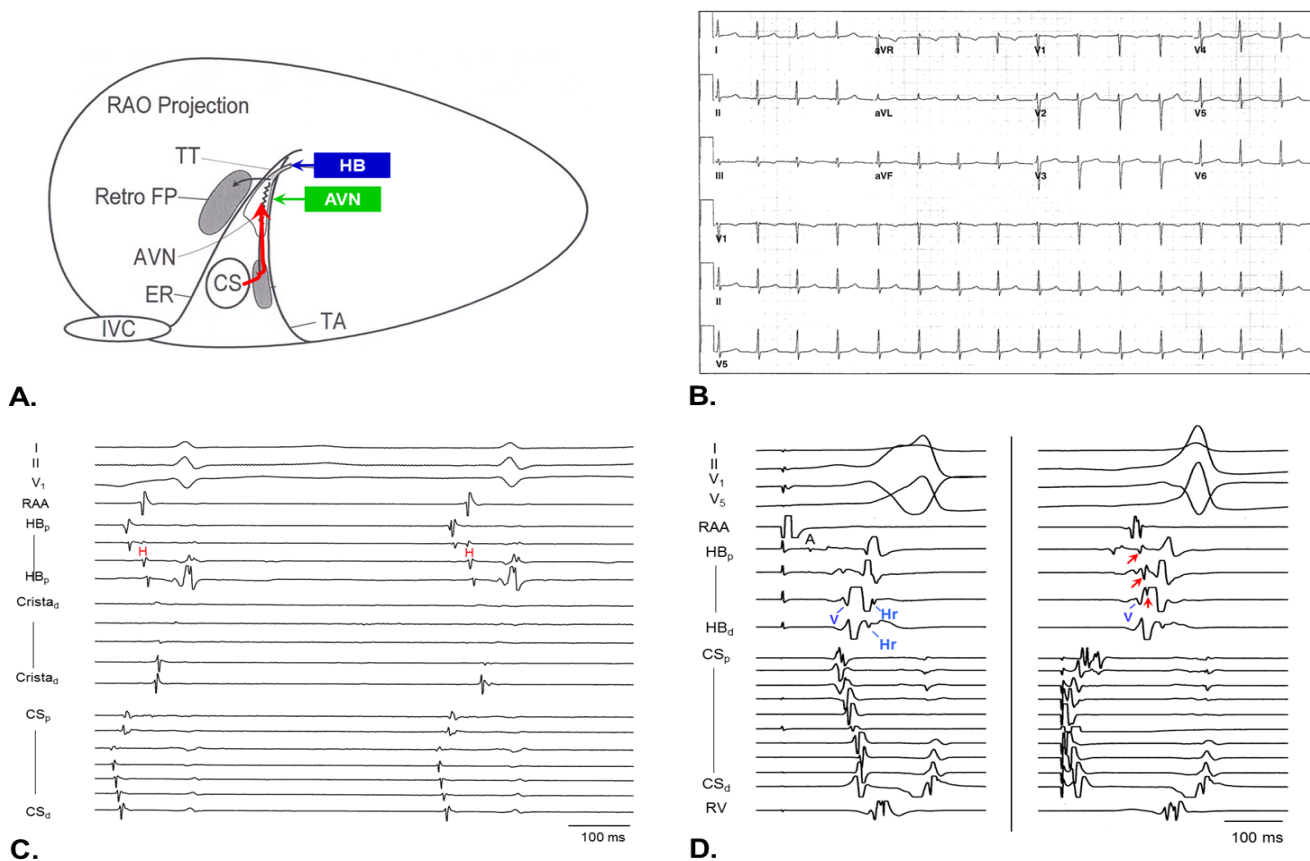 RAO Projection
TT
HB
Retro FP
AVN
AVN
CS
ER
IVC
TA
A.
I
aVR
V1
V4
II
aVL
V2
V5
III
aVF
V3
V6
V1
II
V5
B.
I
II
V1
RAA
HBp
H
H
HBp
Cristad
Cristad
CSp
CSd
100 ms
C.
I
II
V1
V5
RAA
A
HBp
V
Hr
V
HBd
Hr
CSp
CSd
RV
100 ms
D.